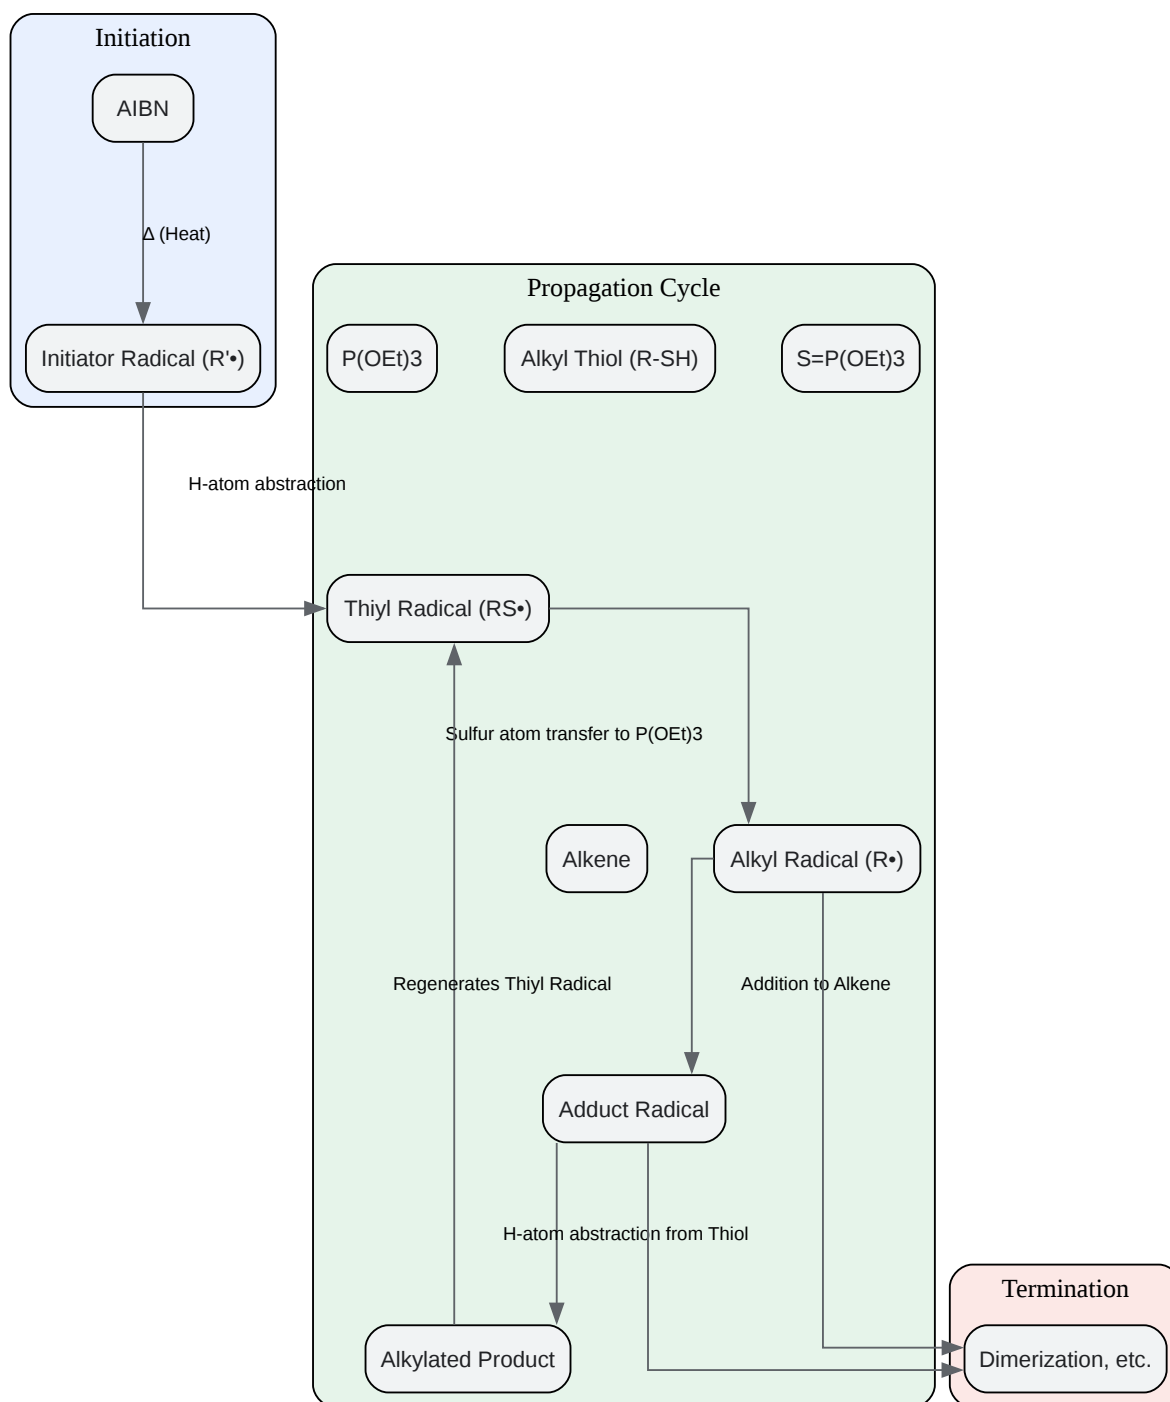 Initiation
AIBN
Δ (Heat)
Initiator Radical (R'•)
Propagation Cycle
P(OEt)3
Alkyl Thiol (R-SH)
S=P(OEt)3
H-atom abstraction
Thiyl Radical (RS•)
Sulfur atom transfer to P(OEt)3
Alkene
Alkyl Radical (R•)
Regenerates Thiyl Radical
Addition to Alkene
Adduct Radical
H-atom abstraction from Thiol
Alkylated Product
Termination
Dimerization, etc.